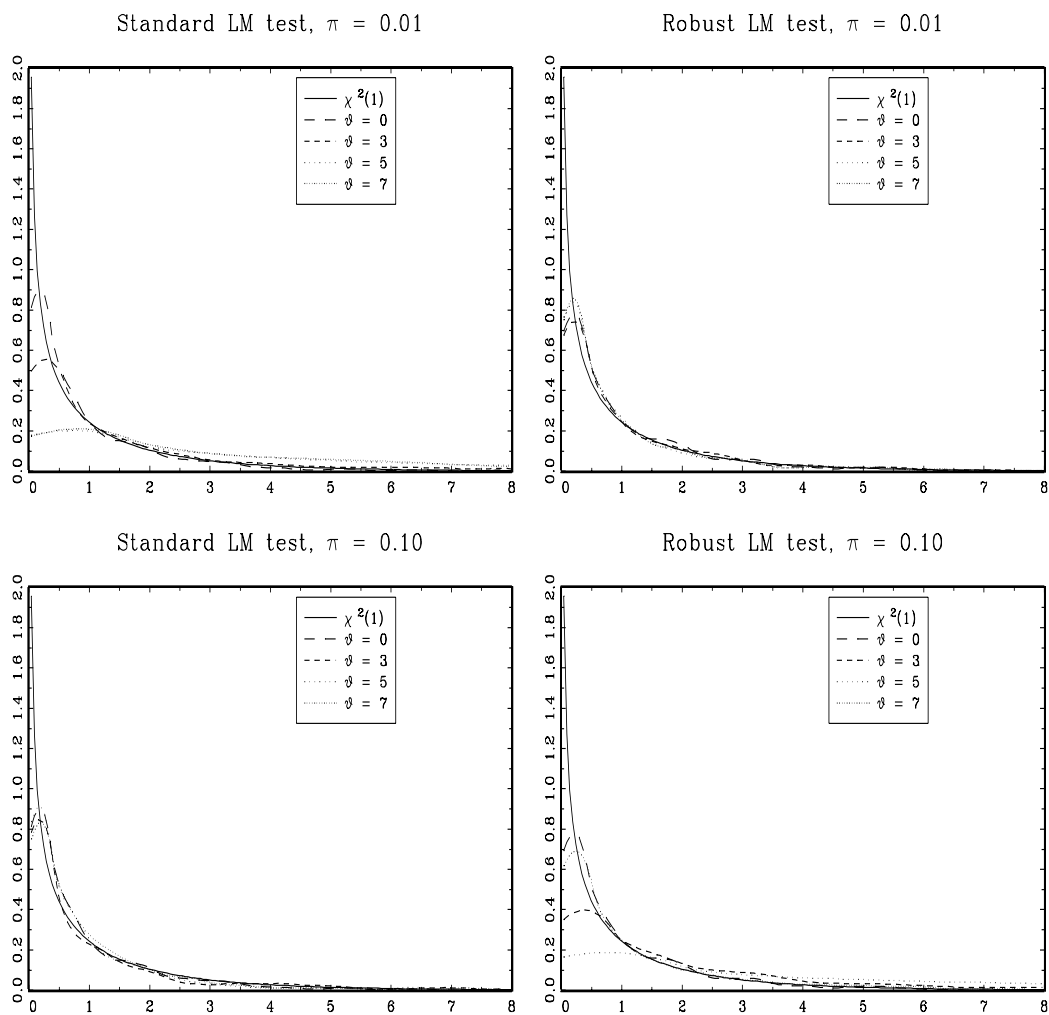 Standard LM test, π = 0.01
2.0
1.8
1.6
1.4
1.2
1.0
0.8
0.6
0.4
0.2
0.0
χ²(1)
ϑ = 0
ϑ = 3
ϑ = 5
ϑ = 7
0 1 2 3 4 5 6 7 8
Robust LM test, π = 0.01
2.0
1.8
1.6
1.4
1.2
1.0
0.8
0.6
0.4
0.2
0.0
χ²(1)
ϑ = 0
ϑ = 3
ϑ = 5
ϑ = 7
0 1 2 3 4 5 6 7 8
Standard LM test, π = 0.10
2.0
1.8
1.6
1.4
1.2
1.0
0.8
0.6
0.4
0.2
0.0
χ²(1)
ϑ = 0
ϑ = 3
ϑ = 5
ϑ = 7
0 1 2 3 4 5 6 7 8
Robust LM test, π = 0.10
2.0
1.8
1.6
1.4
1.2
1.0
0.8
0.6
0.4
0.2
0.0
χ²(1)
ϑ = 0
ϑ = 3
ϑ = 5
ϑ = 7
0 1 2 3 4 5 6 7 8